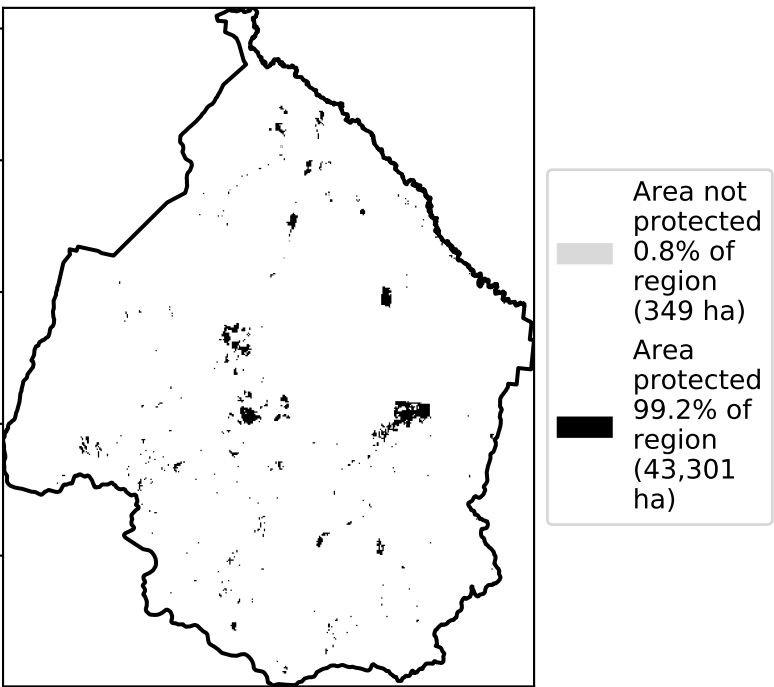 Area not
protected
0.8% of
region
(349 ha)
Area
protected
99.2% of
region
(43,301
ha)